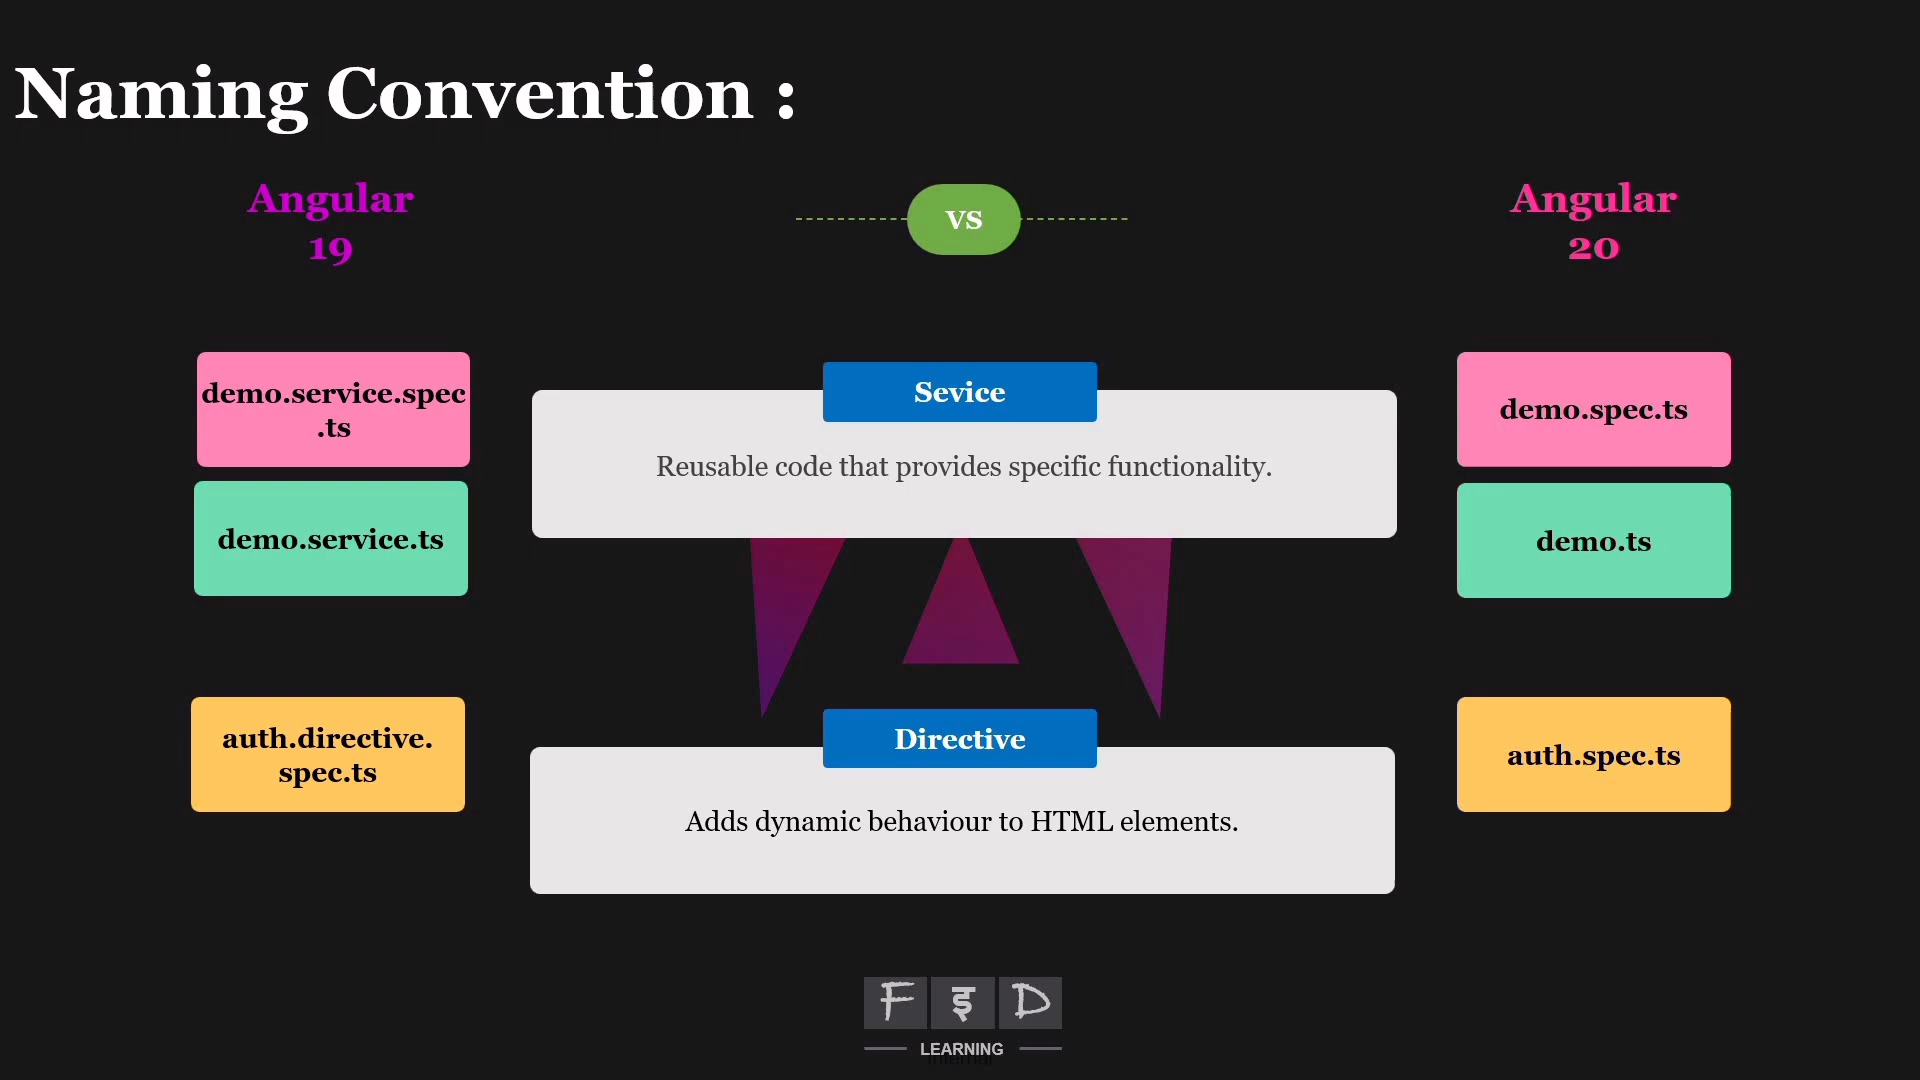 Naming Convention :
Angular
19
vs
Angular
20
demo.service.spec
.ts
demo.service.ts
Sevice
Reusable code that provides specific functionality.
demo.spec.ts
demo.ts
auth.directive.
spec.ts
Directive
Adds dynamic behaviour to HTML elements.
auth.spec.ts
F इ D
LEARNING